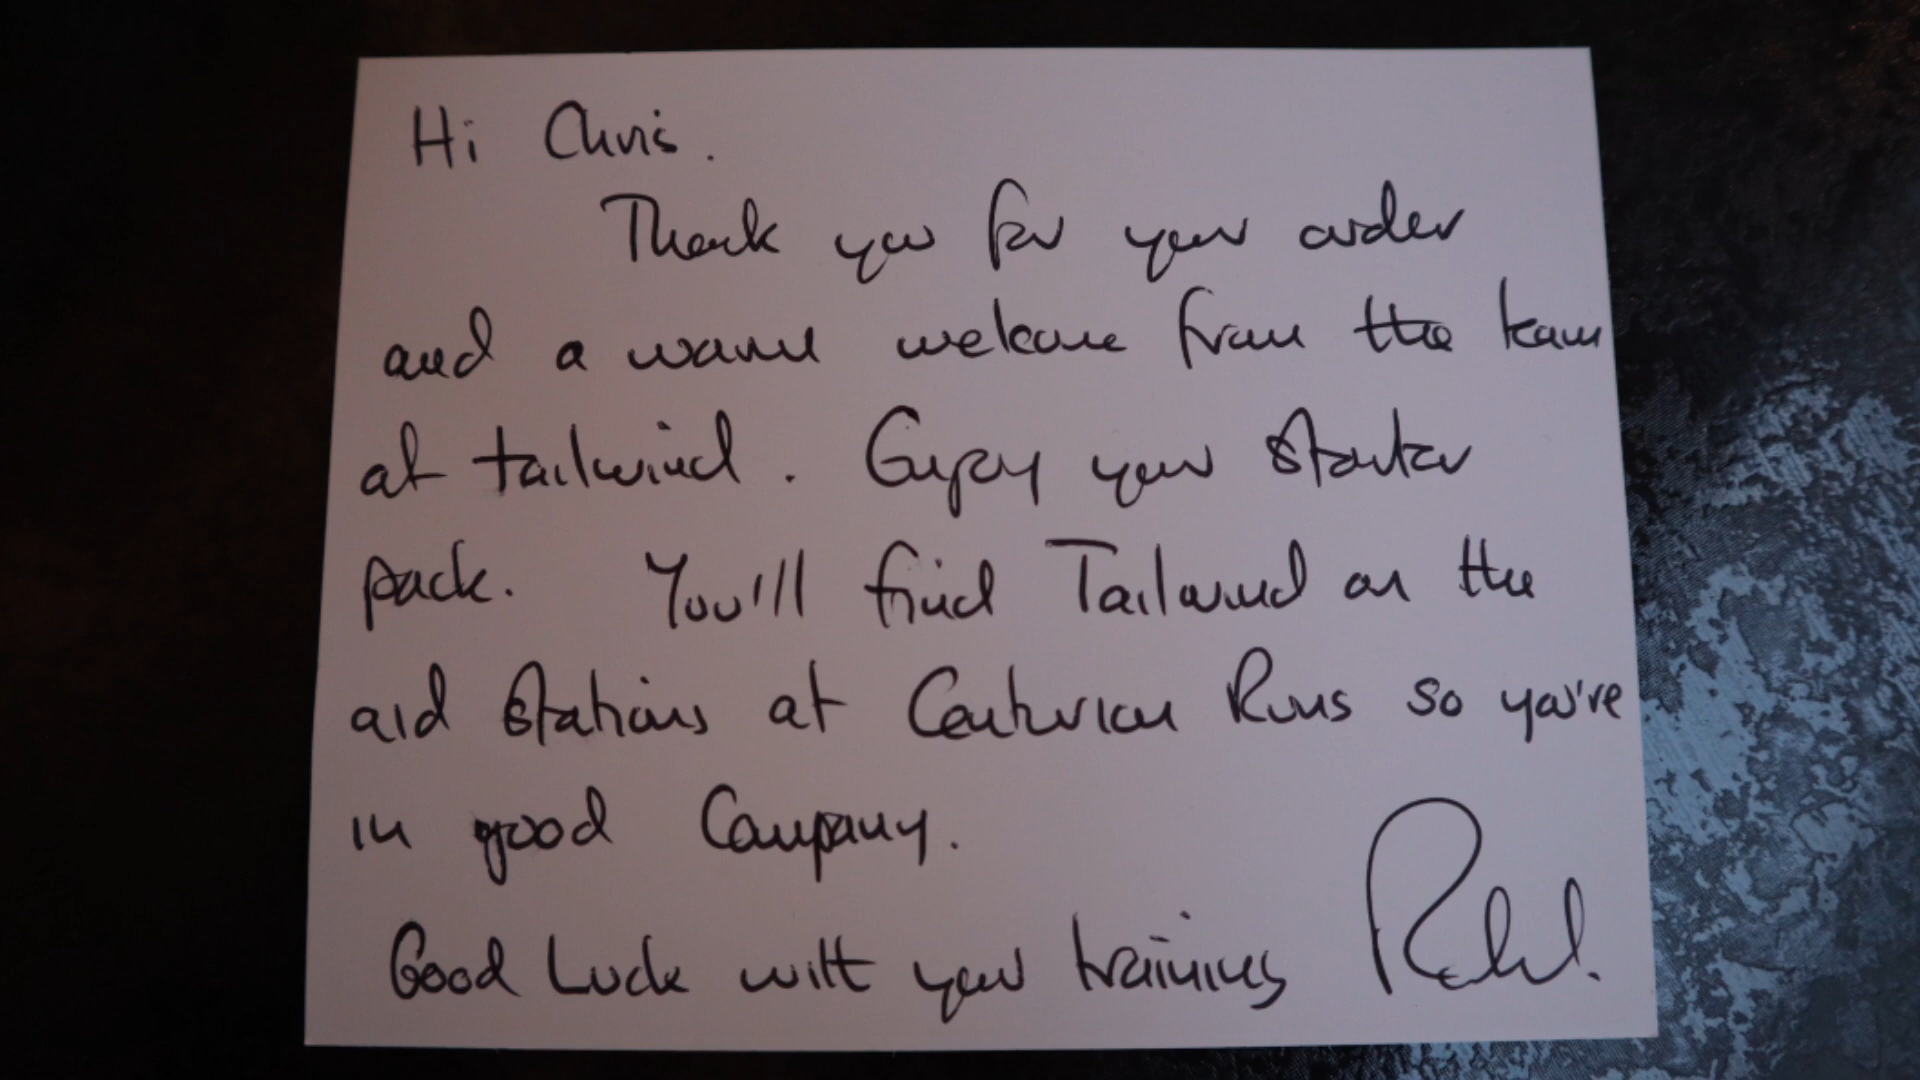 Hi Chris.
Thank you for your order
and a warm welcome from the team
at tailwind. Enjoy your starter
pack. You'll find Tailwind on the
aid stations at Centurion Runs so you're
in good Company.
Good Luck with your training